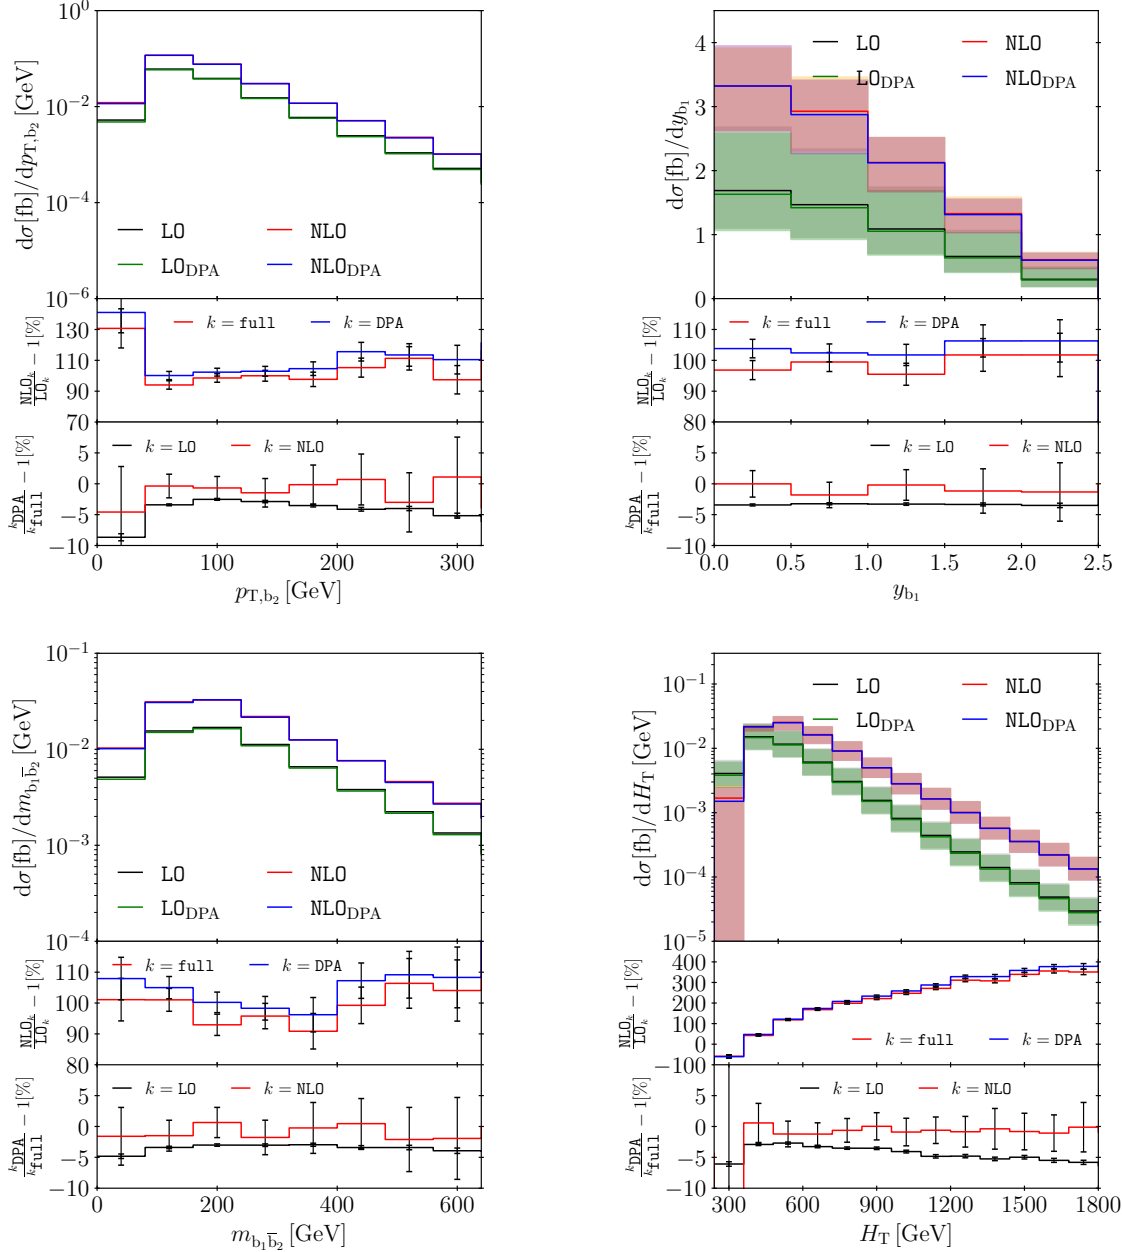 10^0
10^−2
10^−4
10^−6
dσ[fb]/dp_T,b2 [GeV]
LO
NLO
LO_DPA
NLO_DPA
130
110
90
70
NLO_k/LO_k − 1[%]
k = full
k = DPA
5
0
−5
−10
k_DPA/k_full − 1[%]
k = LO
k = NLO
0
100
200
300
p_T,b2 [GeV]
4
3
2
1
0
dσ[fb]/dy_b1
LO
NLO
LO_DPA
NLO_DPA
120
100
80
NLO_k/LO_k − 1[%]
k = full
k = DPA
5
0
−5
−10
k_DPA/k_full − 1[%]
k = LO
k = NLO
0.0
0.5
1.0
1.5
2.0
2.5
y_b1
10^−1
10^−2
10^−3
10^−4
dσ[fb]/dm_b1b̅2 [GeV]
LO
NLO
LO_DPA
NLO_DPA
120
110
100
90
80
NLO_k/LO_k − 1[%]
k = full
k = DPA
5
0
−5
−10
k_DPA/k_full − 1[%]
k = LO
k = NLO
0
200
400
600
m_b1b̅2 [GeV]
10^−1
10^−2
10^−3
10^−4
10^−5
dσ[fb]/dH_T [GeV]
LO
NLO
LO_DPA
NLO_DPA
400
300
200
100
0
−100
NLO_k/LO_k − 1[%]
k = full
k = DPA
5
0
−5
−10
k_DPA/k_full − 1[%]
k = LO
k = NLO
300
600
900
1200
1500
1800
H_T [GeV]